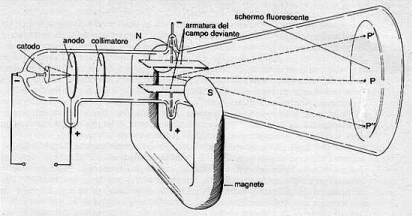 schermo fluorescente
armatura del
campo deviante
anodo
collimatore
catodo
N
−
P'
−
P
S
P''
+
+
magnete